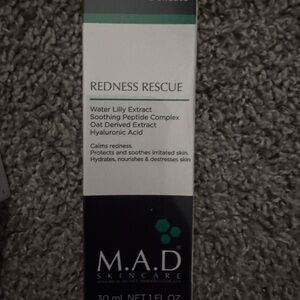 REDNESS RESCUE
Water Lilly Extract
Soothing Peptide Complex
Oat Derived Extract
Hyaluronic Acid
Calms redness.
Protects and soothes irritated skin.
Hydrates, nourishes & destresses skin
M.A.D
SKINCARE
30 mL NET 1 FL OZ